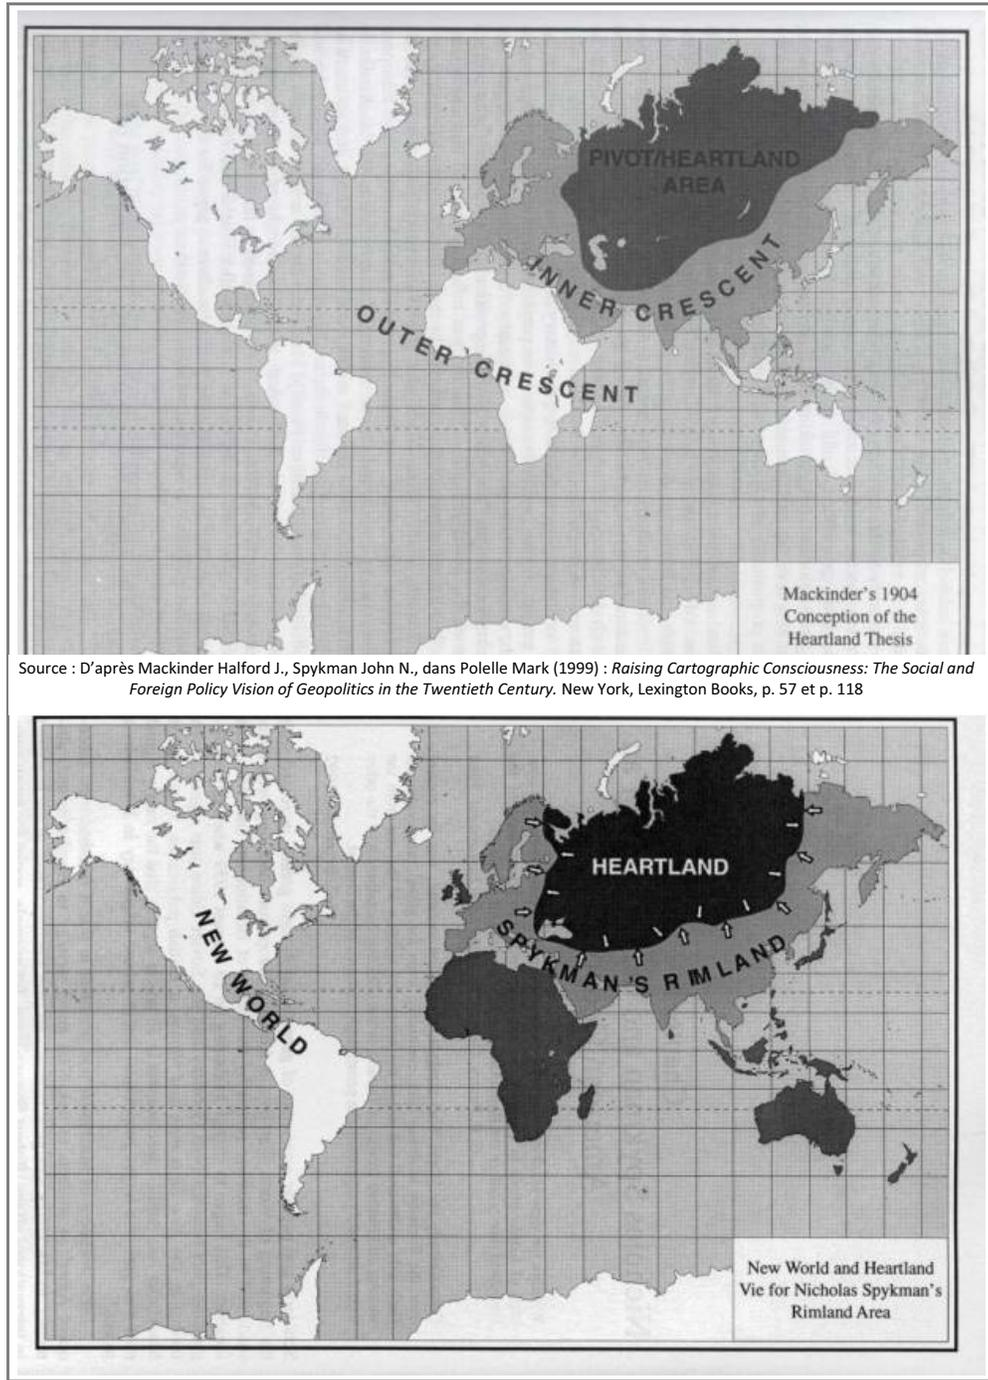 PIVOT/HEARTLAND
AREA
INNER CRESCENT
OUTER CRESCENT
Mackinder's 1904
Conception of the
Heartland Thesis
Source : D’après Mackinder Halford J., Spykman John N., dans Polelle Mark (1999) : Raising Cartographic Consciousness: The Social and
Foreign Policy Vision of Geopolitics in the Twentieth Century. New York, Lexington Books, p. 57 et p. 118
HEARTLAND
NEW WORLD
SPYKMAN'S RIMLAND
New World and Heartland
Vie for Nicholas Spykman's
Rimland Area